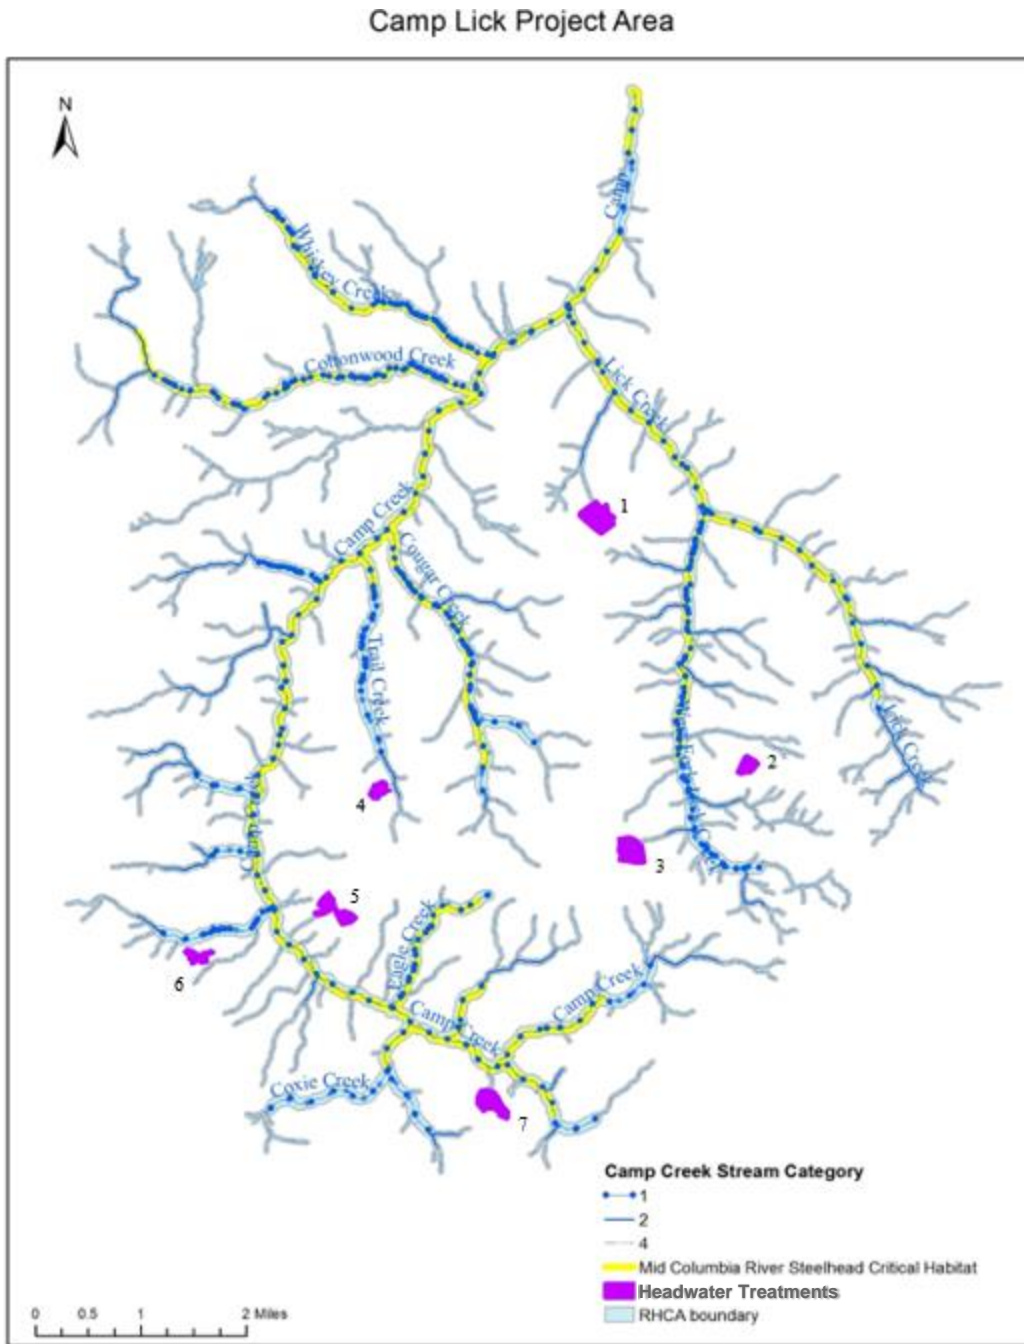 Camp Lick Project Area
N
Camp
Whiskey Creek
Cottonwood Creek
Lick Creek
1
Camp Creek
Cougar Creek
Trail Creek
Lick Creek
2
4
3
5
6
Eagle Creek
Camp Creek
Camp Creek
Coxie Creek
7
Camp Creek Stream Category
1
2
4
Mid Columbia River Steelhead Critical Habitat
Headwater Treatments
RHCA boundary
0 0.5 1 2 Miles